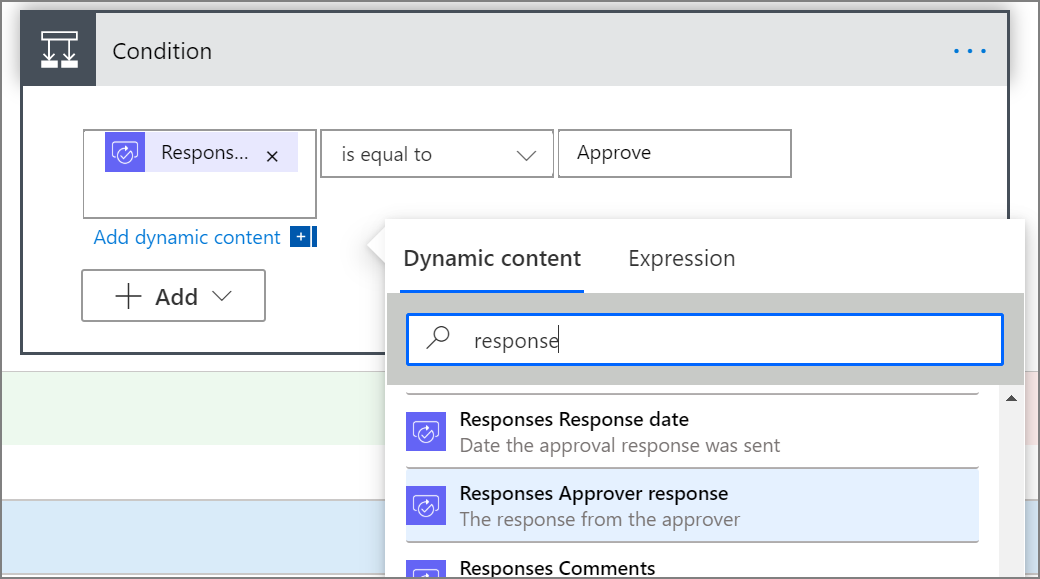 Condition
Respons... × is equal to Approve
Add dynamic content
Add
Dynamic content Expression
response
Responses Response date
Date the approval response was sent
Responses Approver response
The response from the approver
Responses Comments